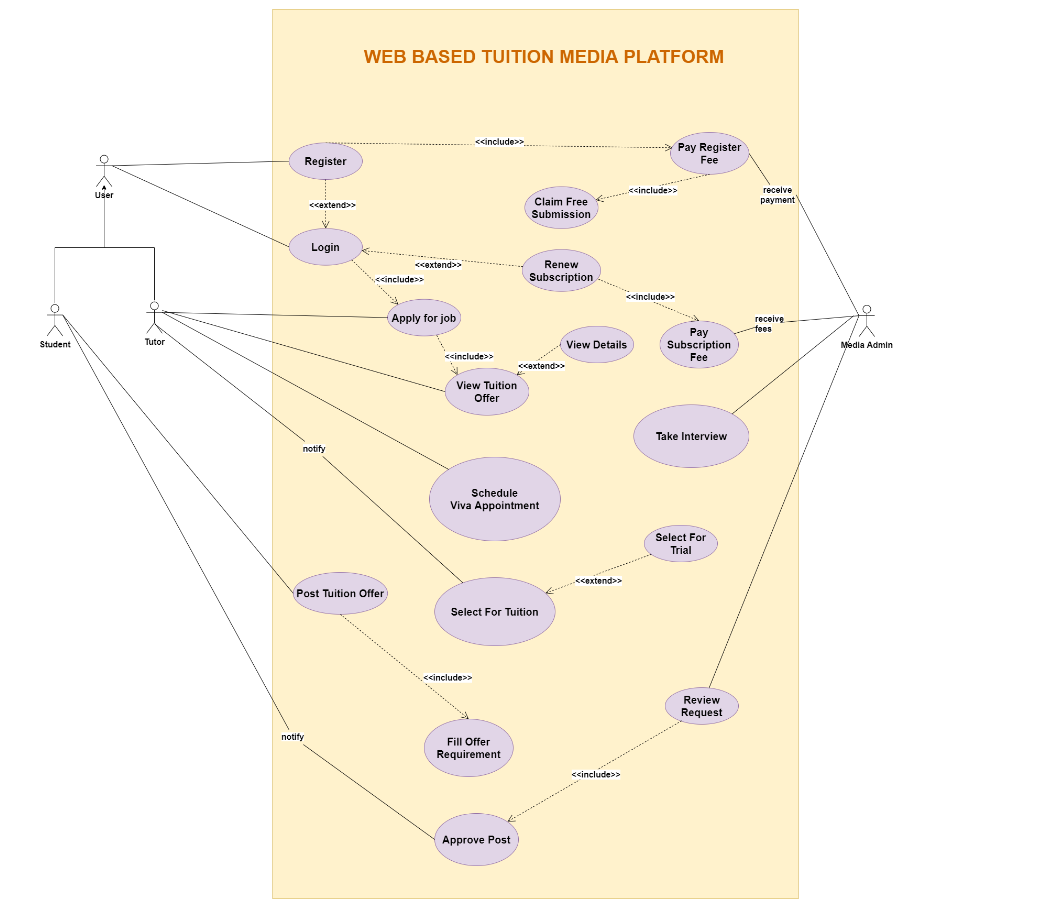 WEB BASED TUITION MEDIA PLATFORM
<<include>>
Pay Register
Fee
Register
User
receive
payment
<<include>>
<<extend>>
Claim Free
Submission
Login
<<extend>>
Renew
Subscription
<<include>>
<<include>>
Student
Tutor
Apply for job
receive
fees
Pay
Subscription
Fee
Media Admin
View Details
<<include>>
<<extend>>
View Tuition
Offer
Take Interview
notify
Schedule
Viva Appointment
Select For
Trial
<<extend>>
Post Tuition Offer
Select For Tuition
<<include>>
Review
Request
notify
Fill Offer
Requirement
<<include>>
Approve Post